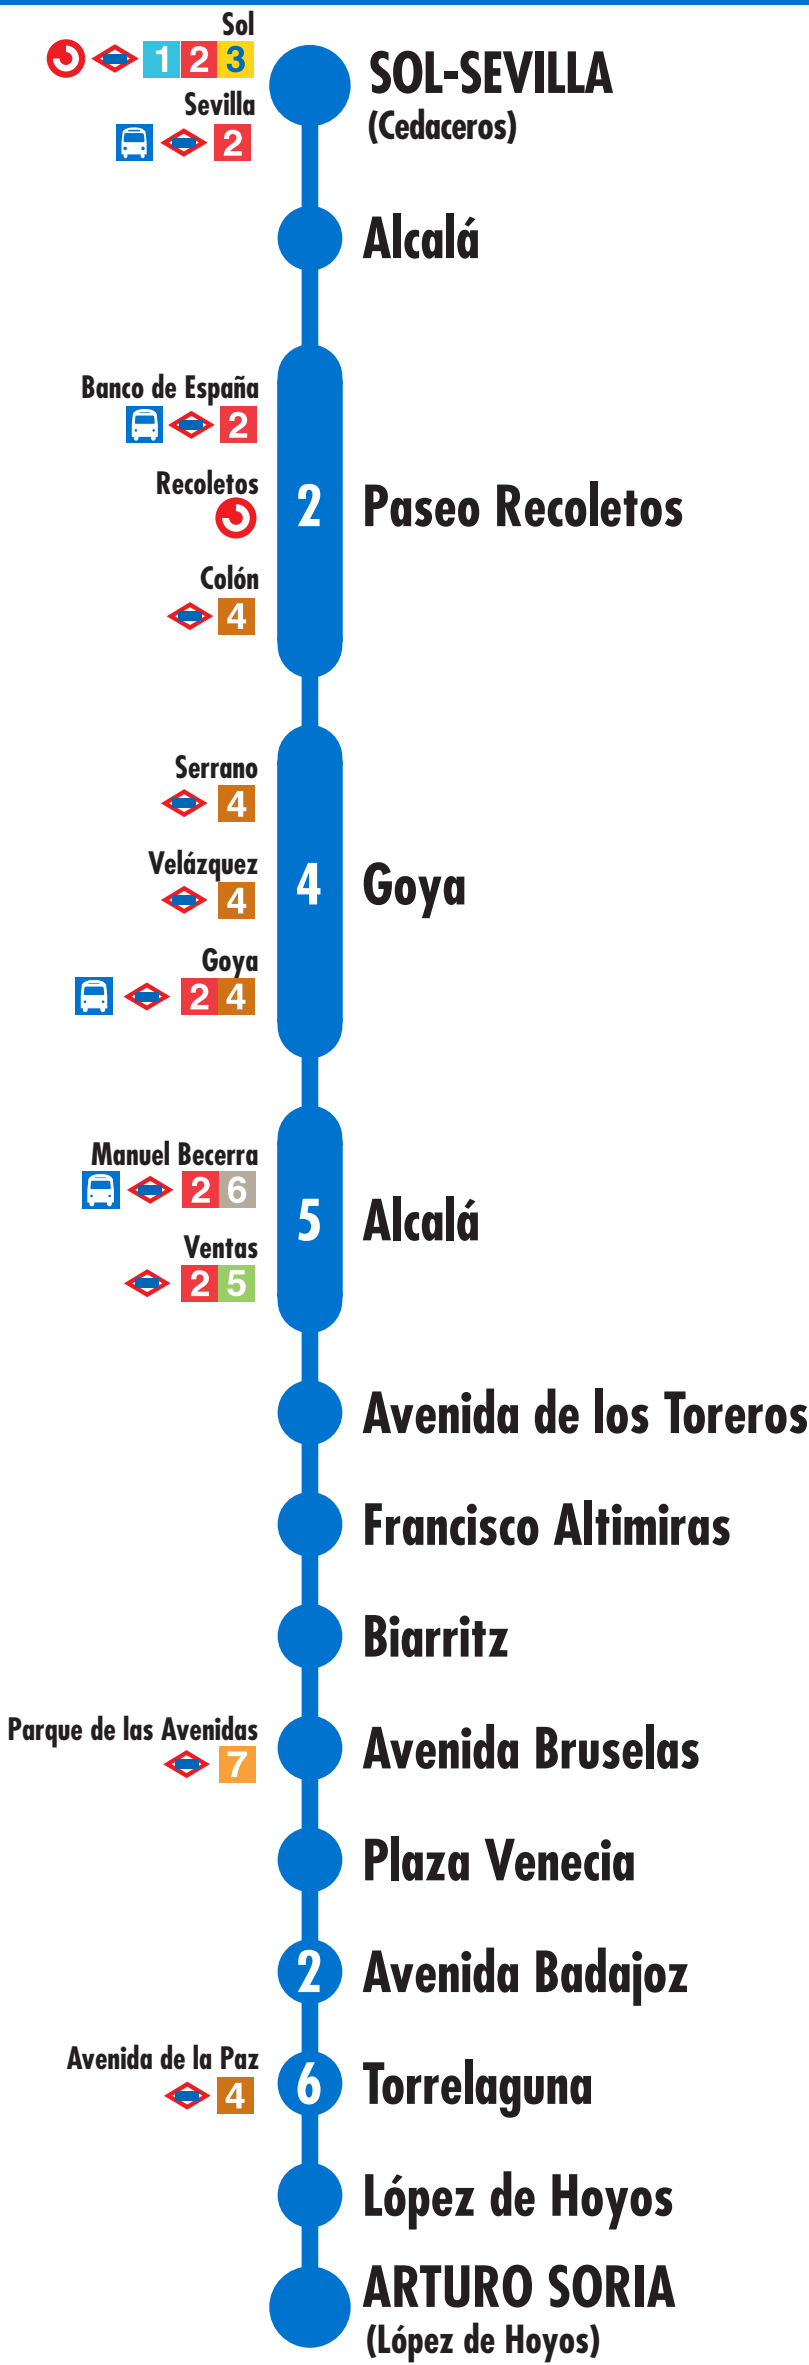 Sol
1 2 3
SOL-SEVILLA
(Cedaceros)
Sevilla
2
Alcalá
Banco de España
2
Recoletos
2
Paseo Recoletos
Colón
4
Serrano
4
Velázquez
4
4
Goya
Goya
2 4
Manuel Becerra
2 6
5
Alcalá
Ventas
2 5
Avenida de los Toreros
Francisco Altimiras
Biarritz
Parque de las Avenidas
7
Avenida Bruselas
Plaza Venecia
2
Avenida Badajoz
Avenida de la Paz
4
6
Torrelaguna
López de Hoyos
ARTURO SORIA
(López de Hoyos)